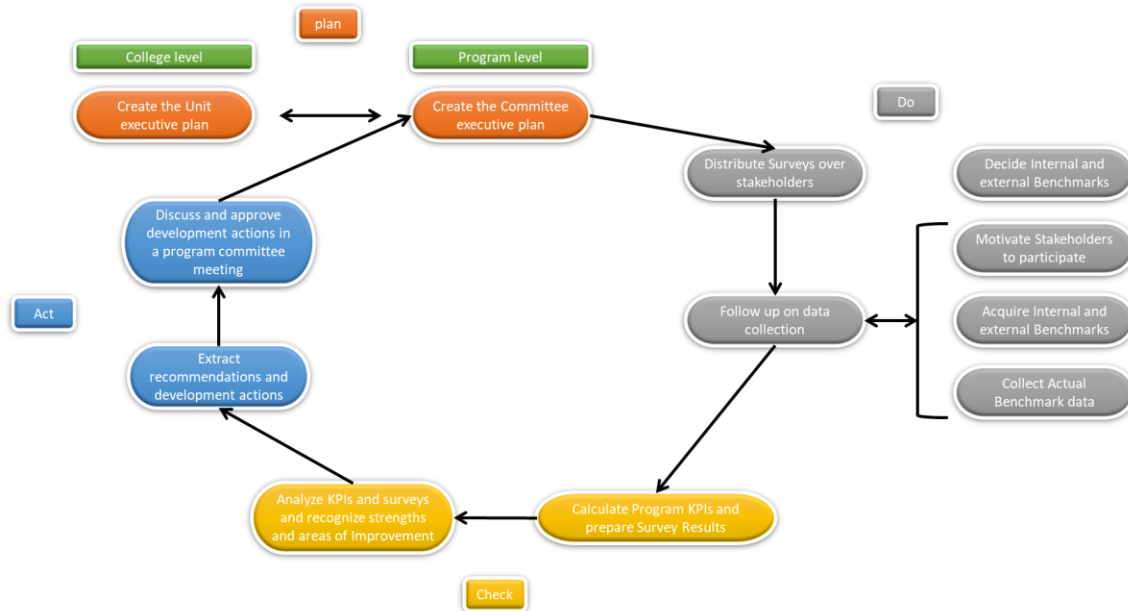 plan
College level
Program level
Create the Unit
executive plan
Create the Committee
executive plan
Do
Distribute Surveys over
stakeholders
Decide Internal and
external Benchmarks
Discuss and approve
development actions in
a program committee
meeting
Motivate Stakeholders
to participate
Act
Follow up on data
collection
Acquire Internal and
external Benchmarks
Extract
recommendations and
development actions
Collect Actual
Benchmark data
Analyze KPIs and surveys
and recognize strengths
and areas of Improvement
Calculate Program KPIs and
prepare Survey Results
Check